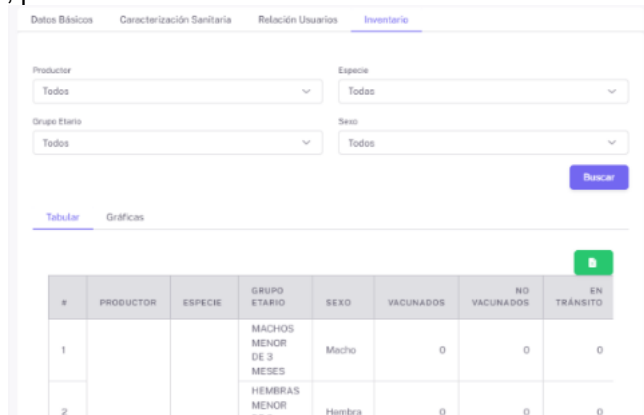 Datos Básicos Caracterización Sanitaria Relación Usuarios Inventario
Productor Especie
Todos Todas
Grupo Etario Sexo
Todos Todos
Buscar
Tabular Gráficas
# PRODUCTOR ESPECIE GRUPO ETARIO SEXO VACUNADOS NO VACUNADOS EN TRÁNSITO
1 MACHOS MENOR DE 3 MESES Macho 0 0 0
2 HEMBRAS MENOR Hembra 0 0 0